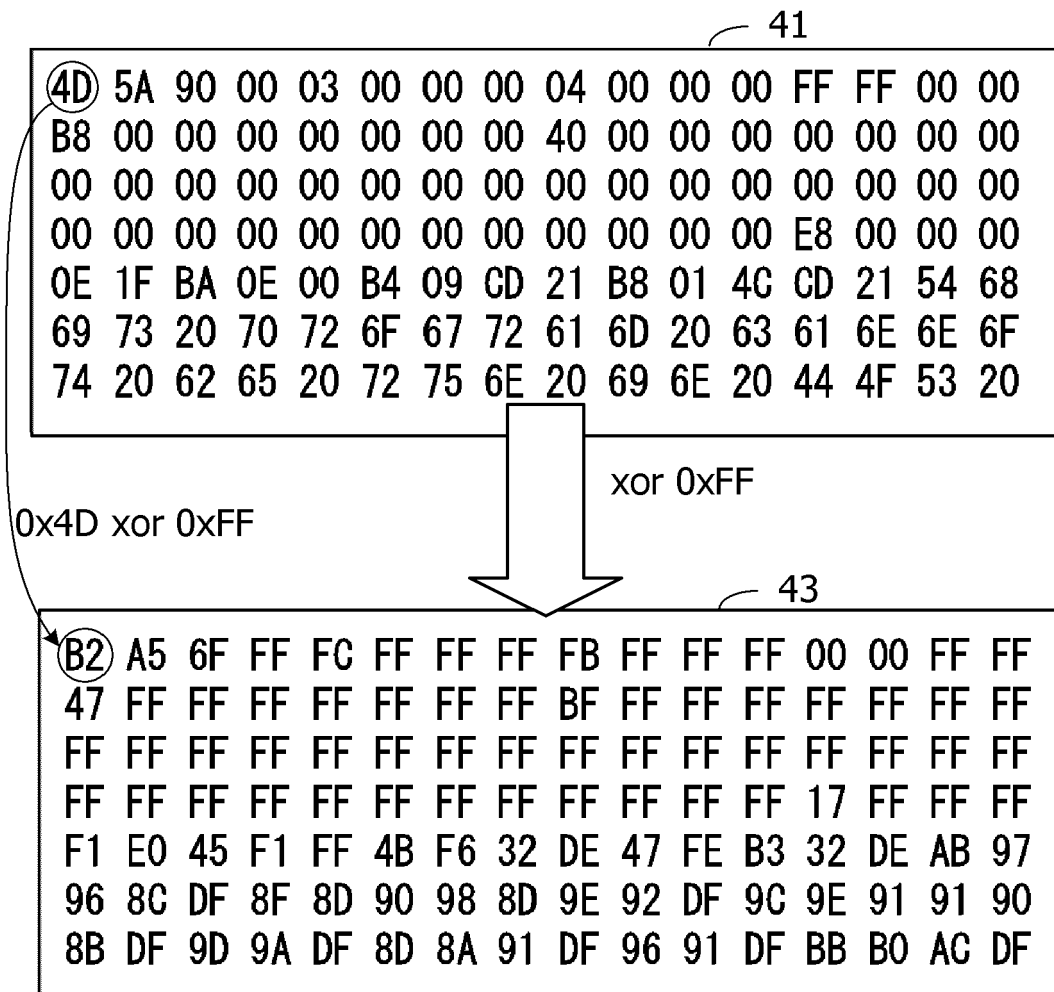 41
4D 5A 90 00 03 00 00 00 04 00 00 00 FF FF 00 00
B8 00 00 00 00 00 00 00 40 00 00 00 00 00 00 00
00 00 00 00 00 00 00 00 00 00 00 00 00 00 00 00
00 00 00 00 00 00 00 00 00 00 00 00 E8 00 00 00
0E 1F BA 0E 00 B4 09 CD 21 B8 01 4C CD 21 54 68
69 73 20 70 72 6F 67 72 61 6D 20 63 61 6E 6E 6F
74 20 62 65 20 72 75 6E 20 69 6E 20 44 4F 53 20
xor 0xFF
0x4D xor 0xFF
43
B2 A5 6F FF FC FF FF FF FB FF FF FF 00 00 FF FF
47 FF FF FF FF FF FF FF BF FF FF FF FF FF FF FF
FF FF FF FF FF FF FF FF FF FF FF FF FF FF FF FF
FF FF FF FF FF FF FF FF FF FF FF FF 17 FF FF FF
F1 E0 45 F1 FF 4B F6 32 DE 47 FE B3 32 DE AB 97
96 8C DF 8F 8D 90 98 8D 9E 92 DF 9C 9E 91 91 90
8B DF 9D 9A DF 8D 8A 91 DF 96 91 DF BB B0 AC DF